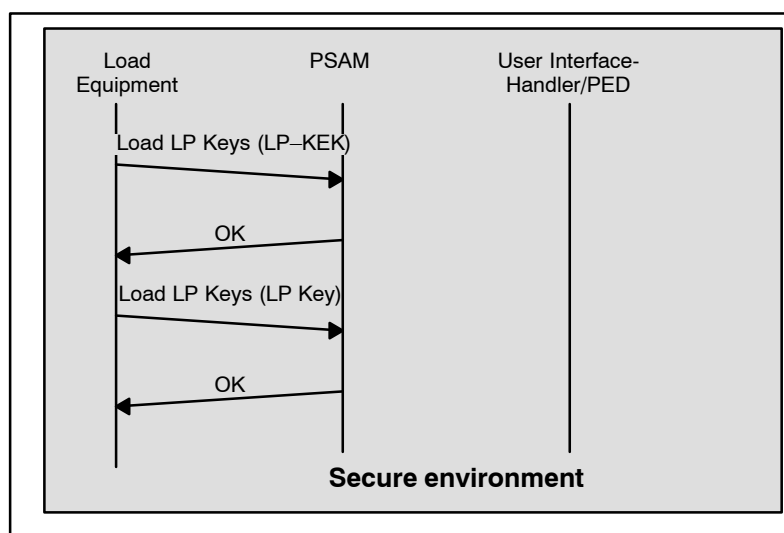 Load
Equipment
PSAM
User Interface-
Handler/PED
Load LP Keys (LP–KEK)
OK
Load LP Keys (LP Key)
OK
Secure environment